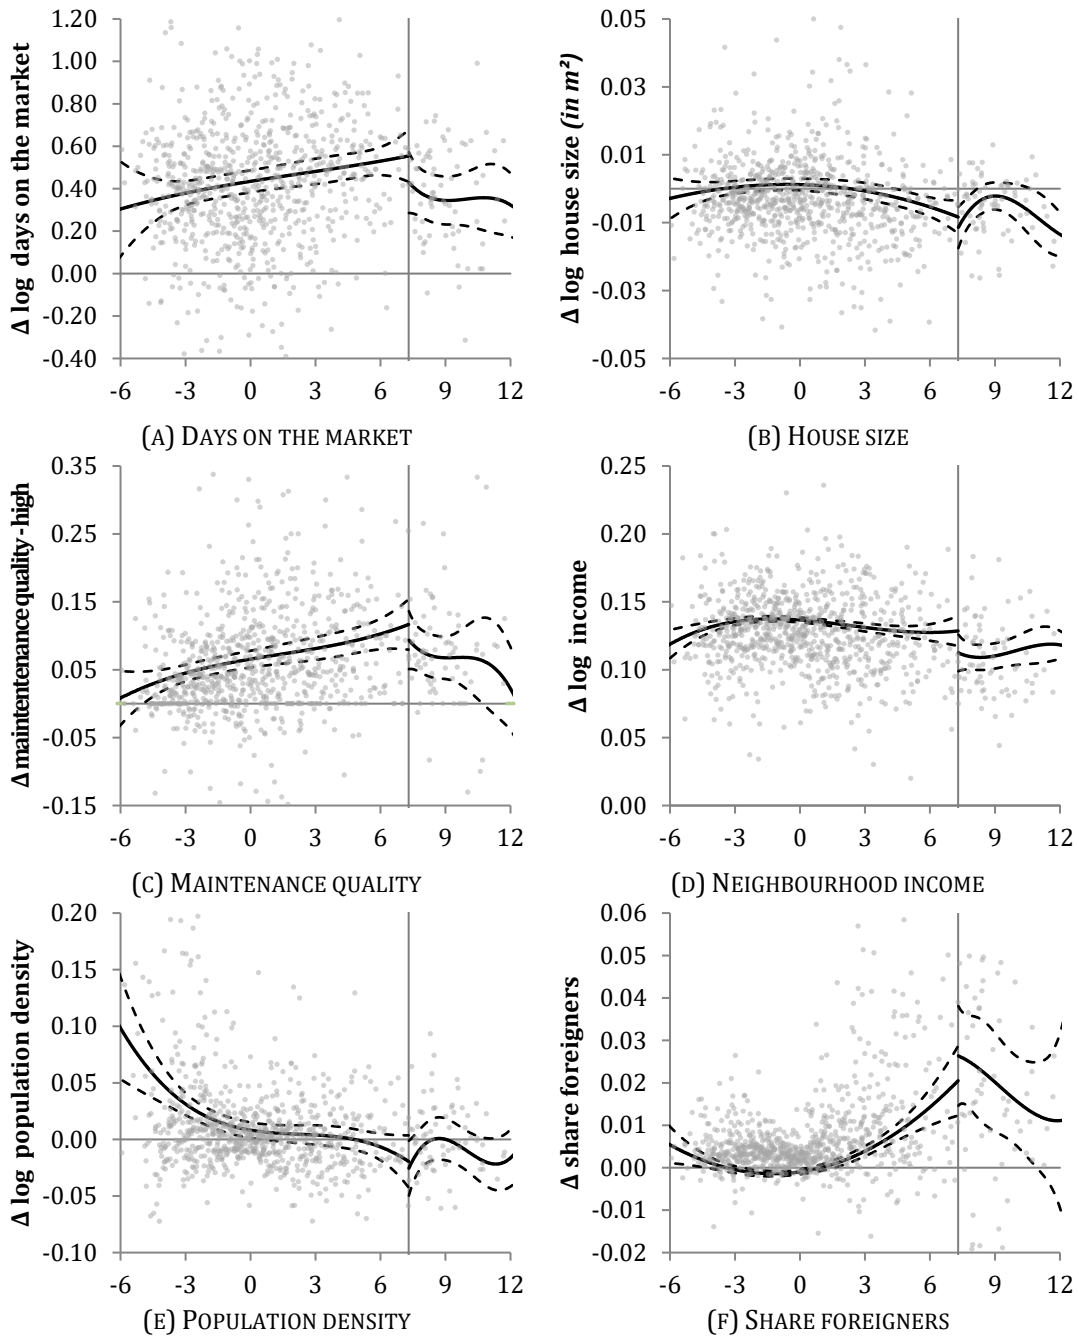 1.20
1.00
0.80
0.60
0.40
0.20
0.00
-0.20
-0.40
Δ log days on the market
-6 -3 0 3 6 9 12
(A) DAYS ON THE MARKET
0.05
0.03
0.01
-0.01
-0.03
-0.05
Δ log house size (in m²)
-6 -3 0 3 6 9 12
(B) HOUSE SIZE
0.35
0.25
0.15
0.05
-0.05
-0.15
Δ maintenance quality - high
-6 -3 0 3 6 9 12
(C) MAINTENANCE QUALITY
0.25
0.20
0.15
0.10
0.05
0.00
Δ log income
-6 -3 0 3 6 9 12
(D) NEIGHBOURHOOD INCOME
0.20
0.15
0.10
0.05
0.00
-0.05
-0.10
Δ log population density
-6 -3 0 3 6 9 12
(E) POPULATION DENSITY
0.06
0.05
0.04
0.03
0.02
0.01
0.00
-0.01
-0.02
Δ share foreigners
-6 -3 0 3 6 9 12
(F) SHARE FOREIGNERS